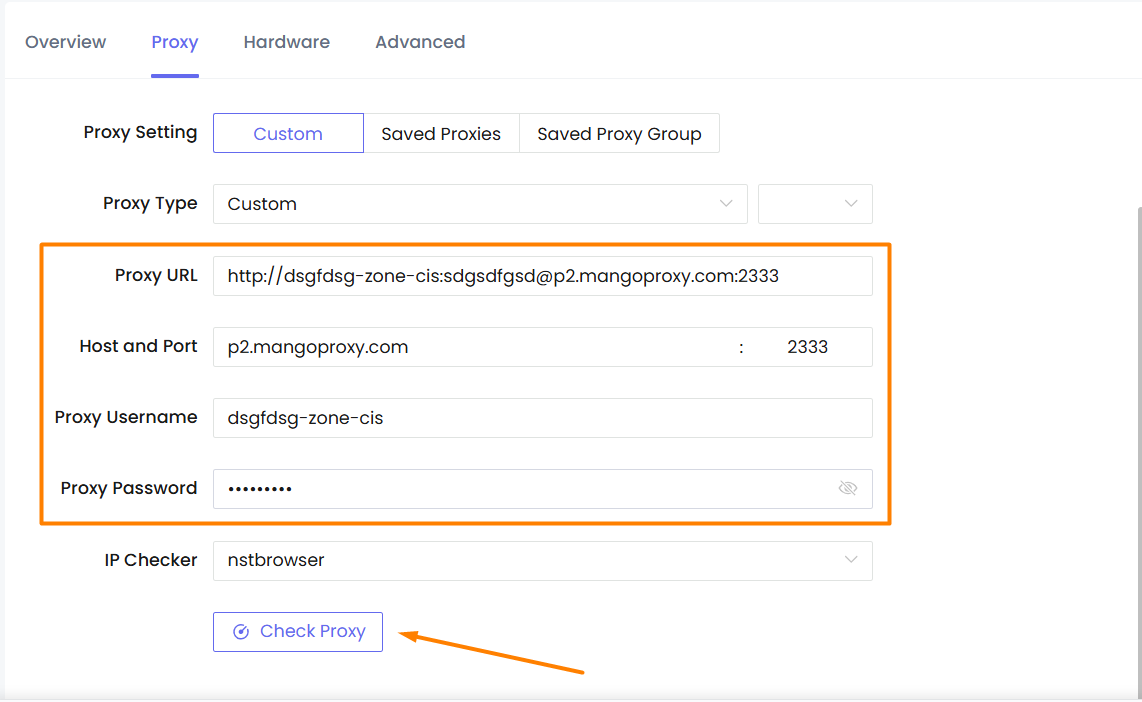 Overview Proxy Hardware Advanced
Proxy Setting Custom Saved Proxies Saved Proxy Group
Proxy Type Custom
Proxy URL http://dsgfdsg-zone-cis:sdgsdfgsd@p2.mangoproxy.com:2333
Host and Port p2.mangoproxy.com : 2333
Proxy Username dsgfdsg-zone-cis
Proxy Password •••••••••
IP Checker nstbrowser
Check Proxy